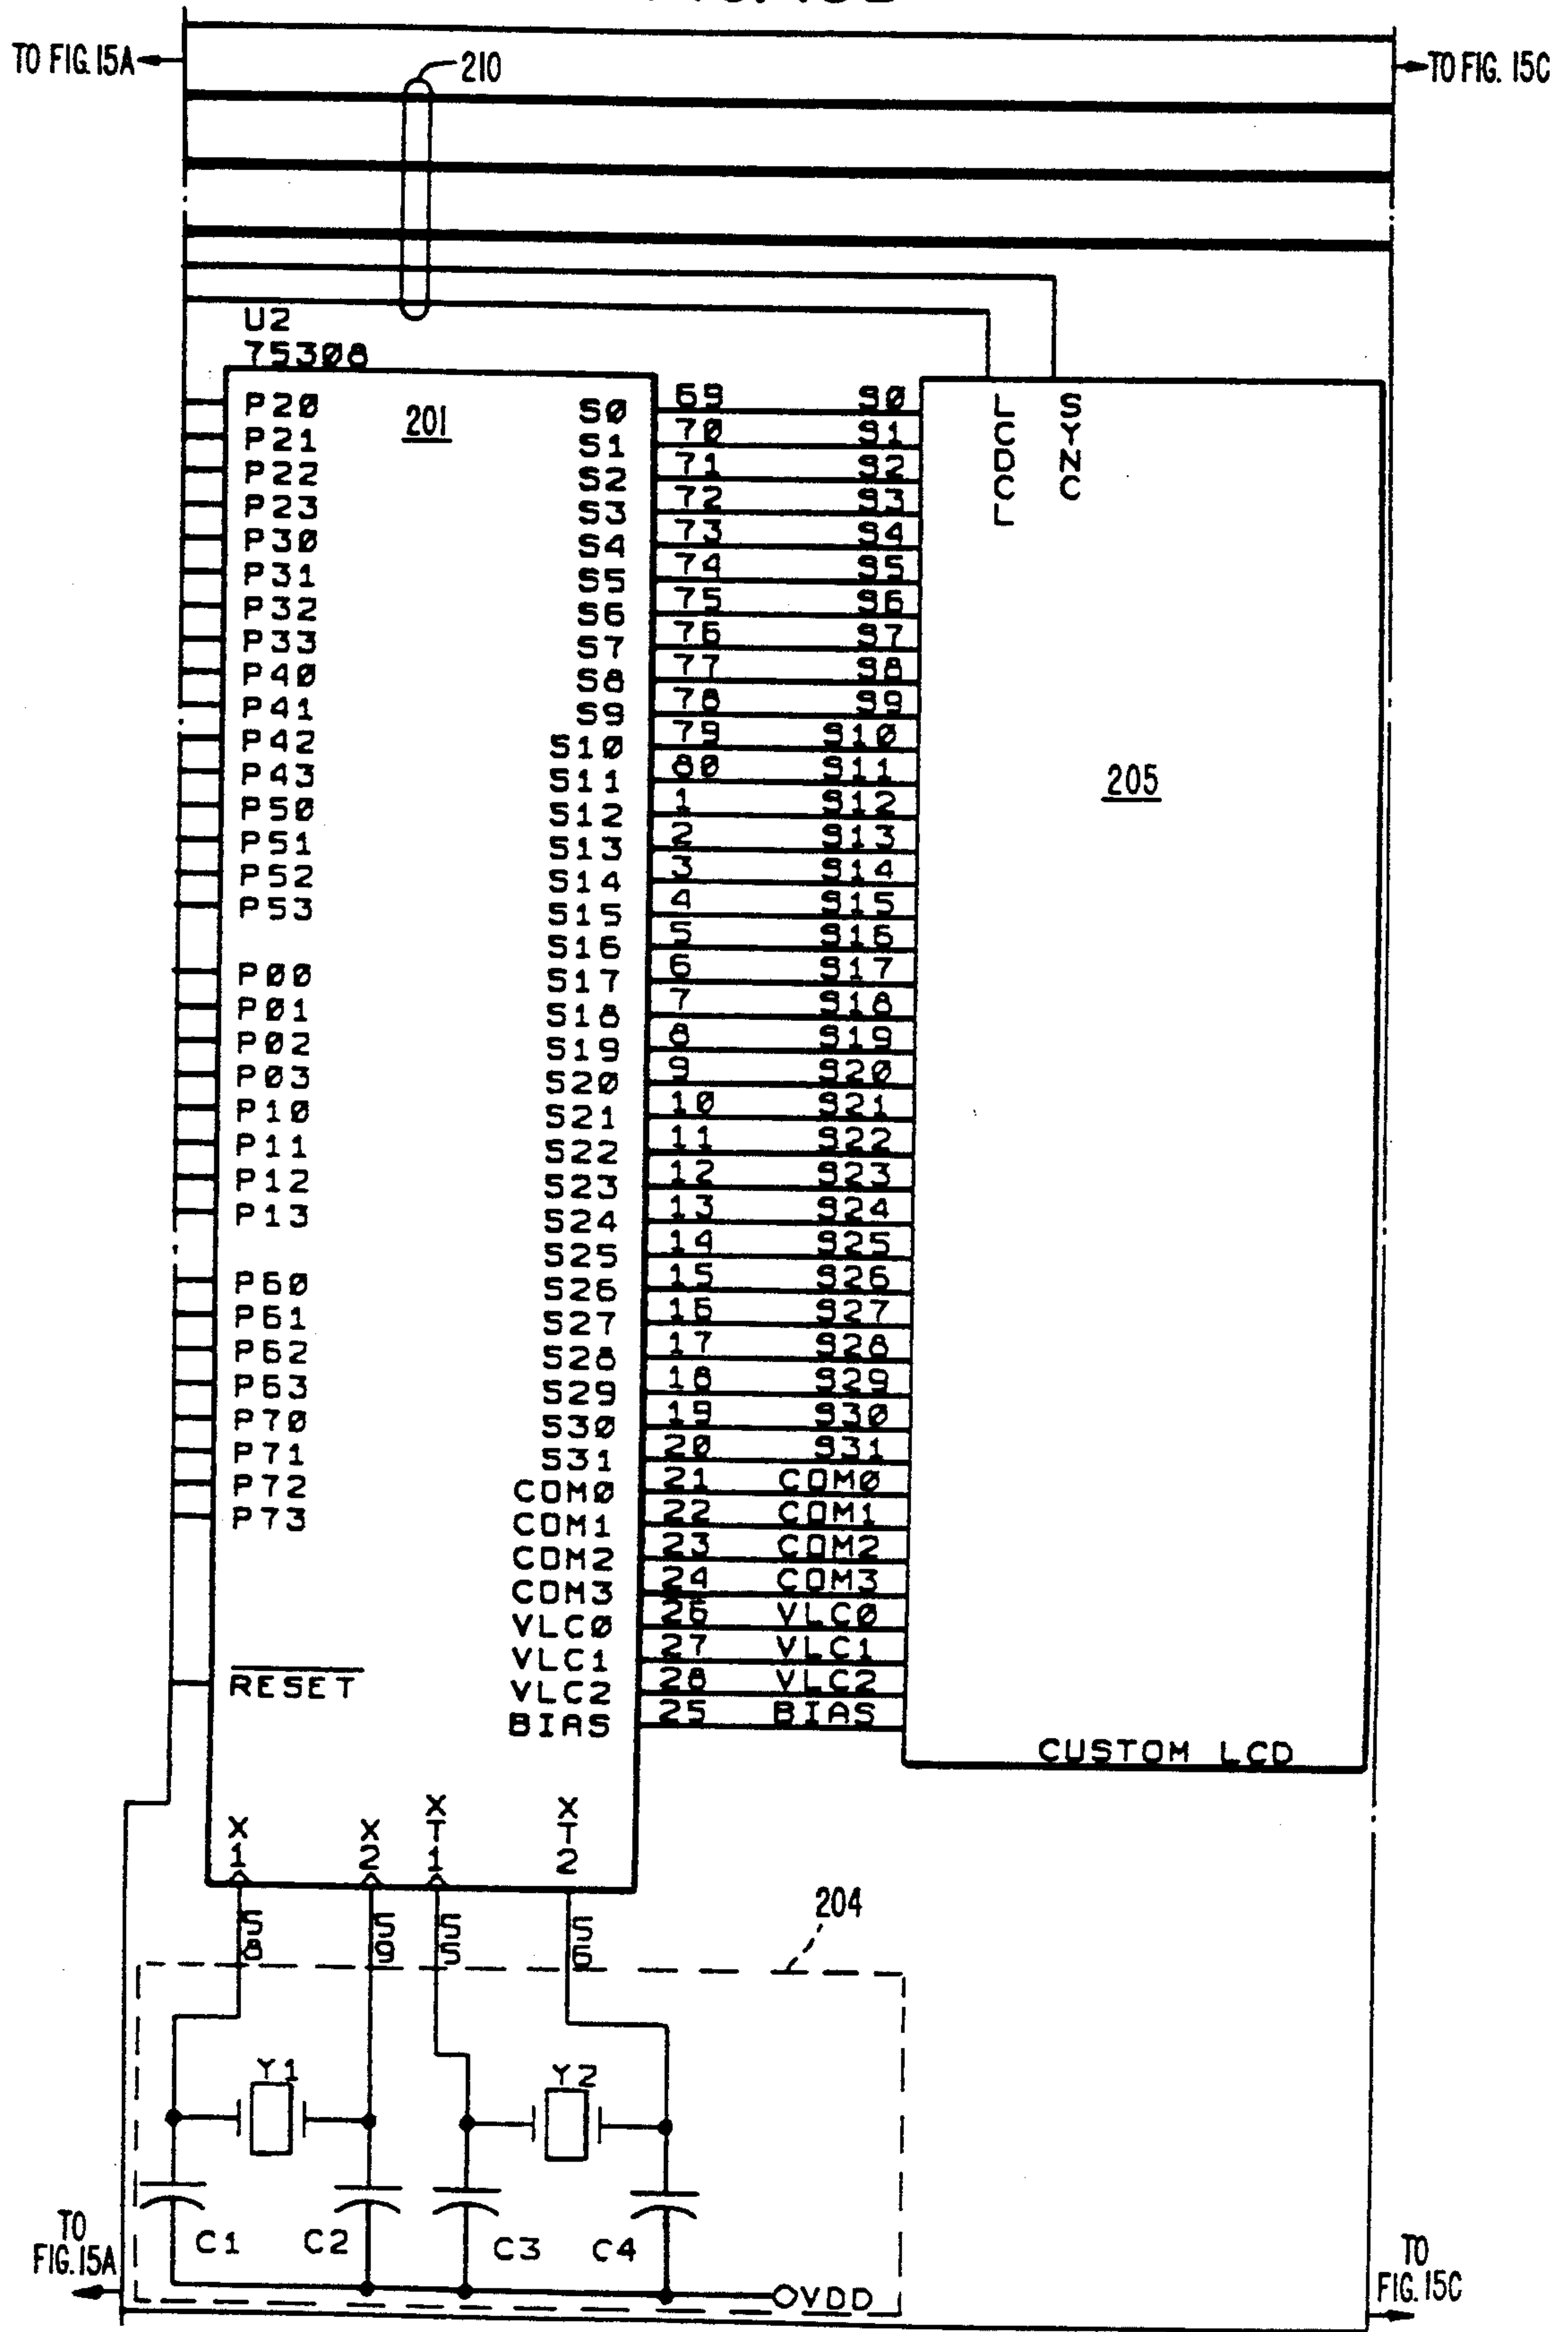 TO FIG. 15A
TO FIG. 15C
210
U2
75308
201
P20
P21
P22
P23
P30
P31
P32
P33
P40
P41
P42
P43
P50
P51
P52
P53
P00
P01
P02
P03
P10
P11
P12
P13
P60
P61
P62
P63
P70
P71
P72
P73
RESET
S0 69 S0
S1 70 S1
S2 71 S2
S3 72 S3
S4 73 S4
S5 74 S5
S6 75 S6
S7 76 S7
S8 77 S8
S9 78 S9
S10 79 S10
S11 80 S11
S12 1 S12
S13 2 S13
S14 3 S14
S15 4 S15
S16 5 S16
S17 6 S17
S18 7 S18
S19 8 S19
S20 9 S20
S21 10 S21
S22 11 S22
S23 12 S23
S24 13 S24
S25 14 S25
S26 15 S26
S27 16 S27
S28 17 S28
S29 18 S29
S30 19 S30
S31 20 S31
COM0 21 COM0
COM1 22 COM1
COM2 23 COM2
COM3 24 COM3
VLC0 26 VLC0
VLC1 27 VLC1
VLC2 28 VLC2
BIAS 25 BIAS
LCDCL
SYNC
205
CUSTOM LCD
X1
X2
XT1
XT2
58
59
55
56
204
Y1
Y2
C1
C2
C3
C4
VDD
TO
FIG. 15A
TO
FIG. 15C